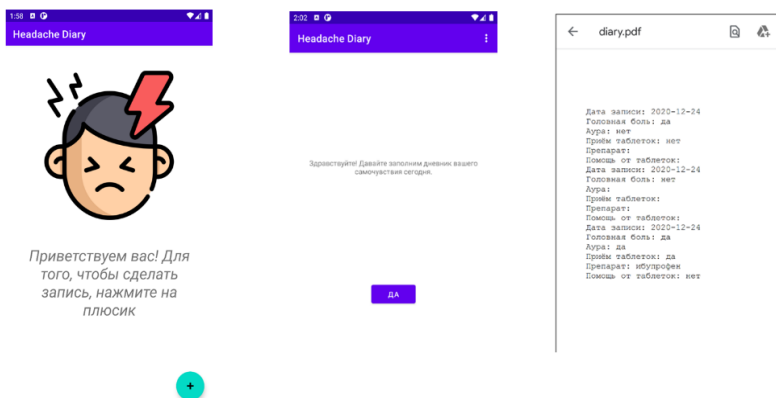 1:58
Headache Diary
Приветствуем вас! Для
того, чтобы сделать
запись, нажмите на
плюсик
+
2:02
Headache Diary
Здравствуйте! Давайте заполним дневник вашего
самочувствия сегодня.
ДА
diary.pdf
Дата записи: 2020-12-24
Головная боль: да
Аура: нет
Приём таблеток: нет
Препарат:
Помощь от таблеток:
Дата записи: 2020-12-24
Головная боль: нет
Аура:
Приём таблеток:
Препарат:
Помощь от таблеток:
Дата записи: 2020-12-24
Головная боль: да
Аура: да
Приём таблеток: да
Препарат: ибупрофен
Помощь от таблеток: нет